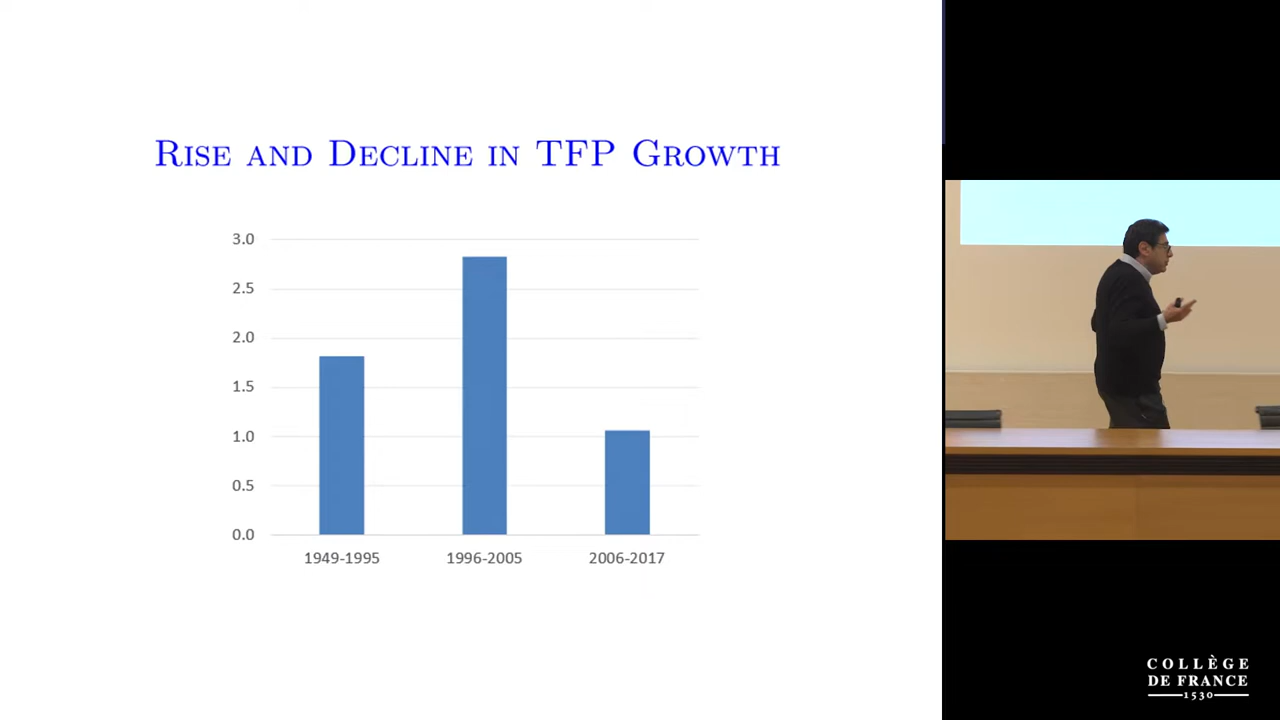 RISE AND DECLINE IN TFP GROWTH
3.0
2.5
2.0
1.5
1.0
0.5
0.0
1949-1995 1996-2005 2006-2017
COLLÈGE
DE FRANCE
1530